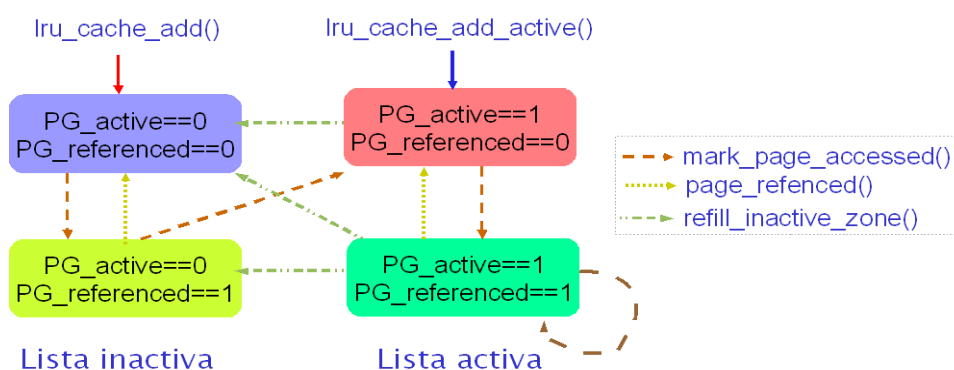 lru_cache_add()
lru_cache_add_active()
PG_active==0
PG_referenced==0
PG_active==1
PG_referenced==0
mark_page_accessed()
page_refenced()
refill_inactive_zone()
PG_active==0
PG_referenced==1
PG_active==1
PG_referenced==1
Lista inactiva
Lista activa